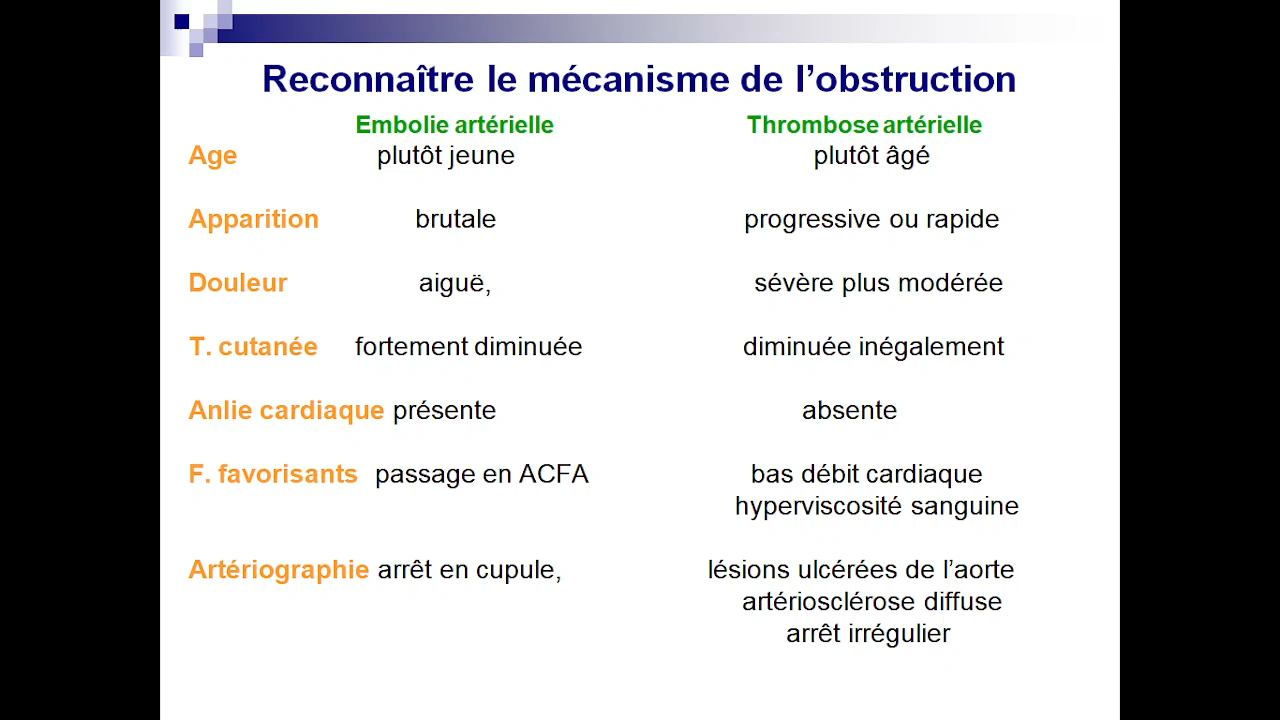 Reconnaître le mécanisme de l’obstruction
Embolie artérielle Thrombose artérielle
Age plutôt jeune plutôt âgé
Apparition brutale progressive ou rapide
Douleur aiguë, sévère plus modérée
T. cutanée fortement diminuée diminuée inégalement
Anlie cardiaque présente absente
F. favorisants passage en ACFA bas débit cardiaque
hyperviscosité sanguine
Artériographie arrêt en cupule, lésions ulcérées de l’aorte
artériosclérose diffuse
arrêt irrégulier